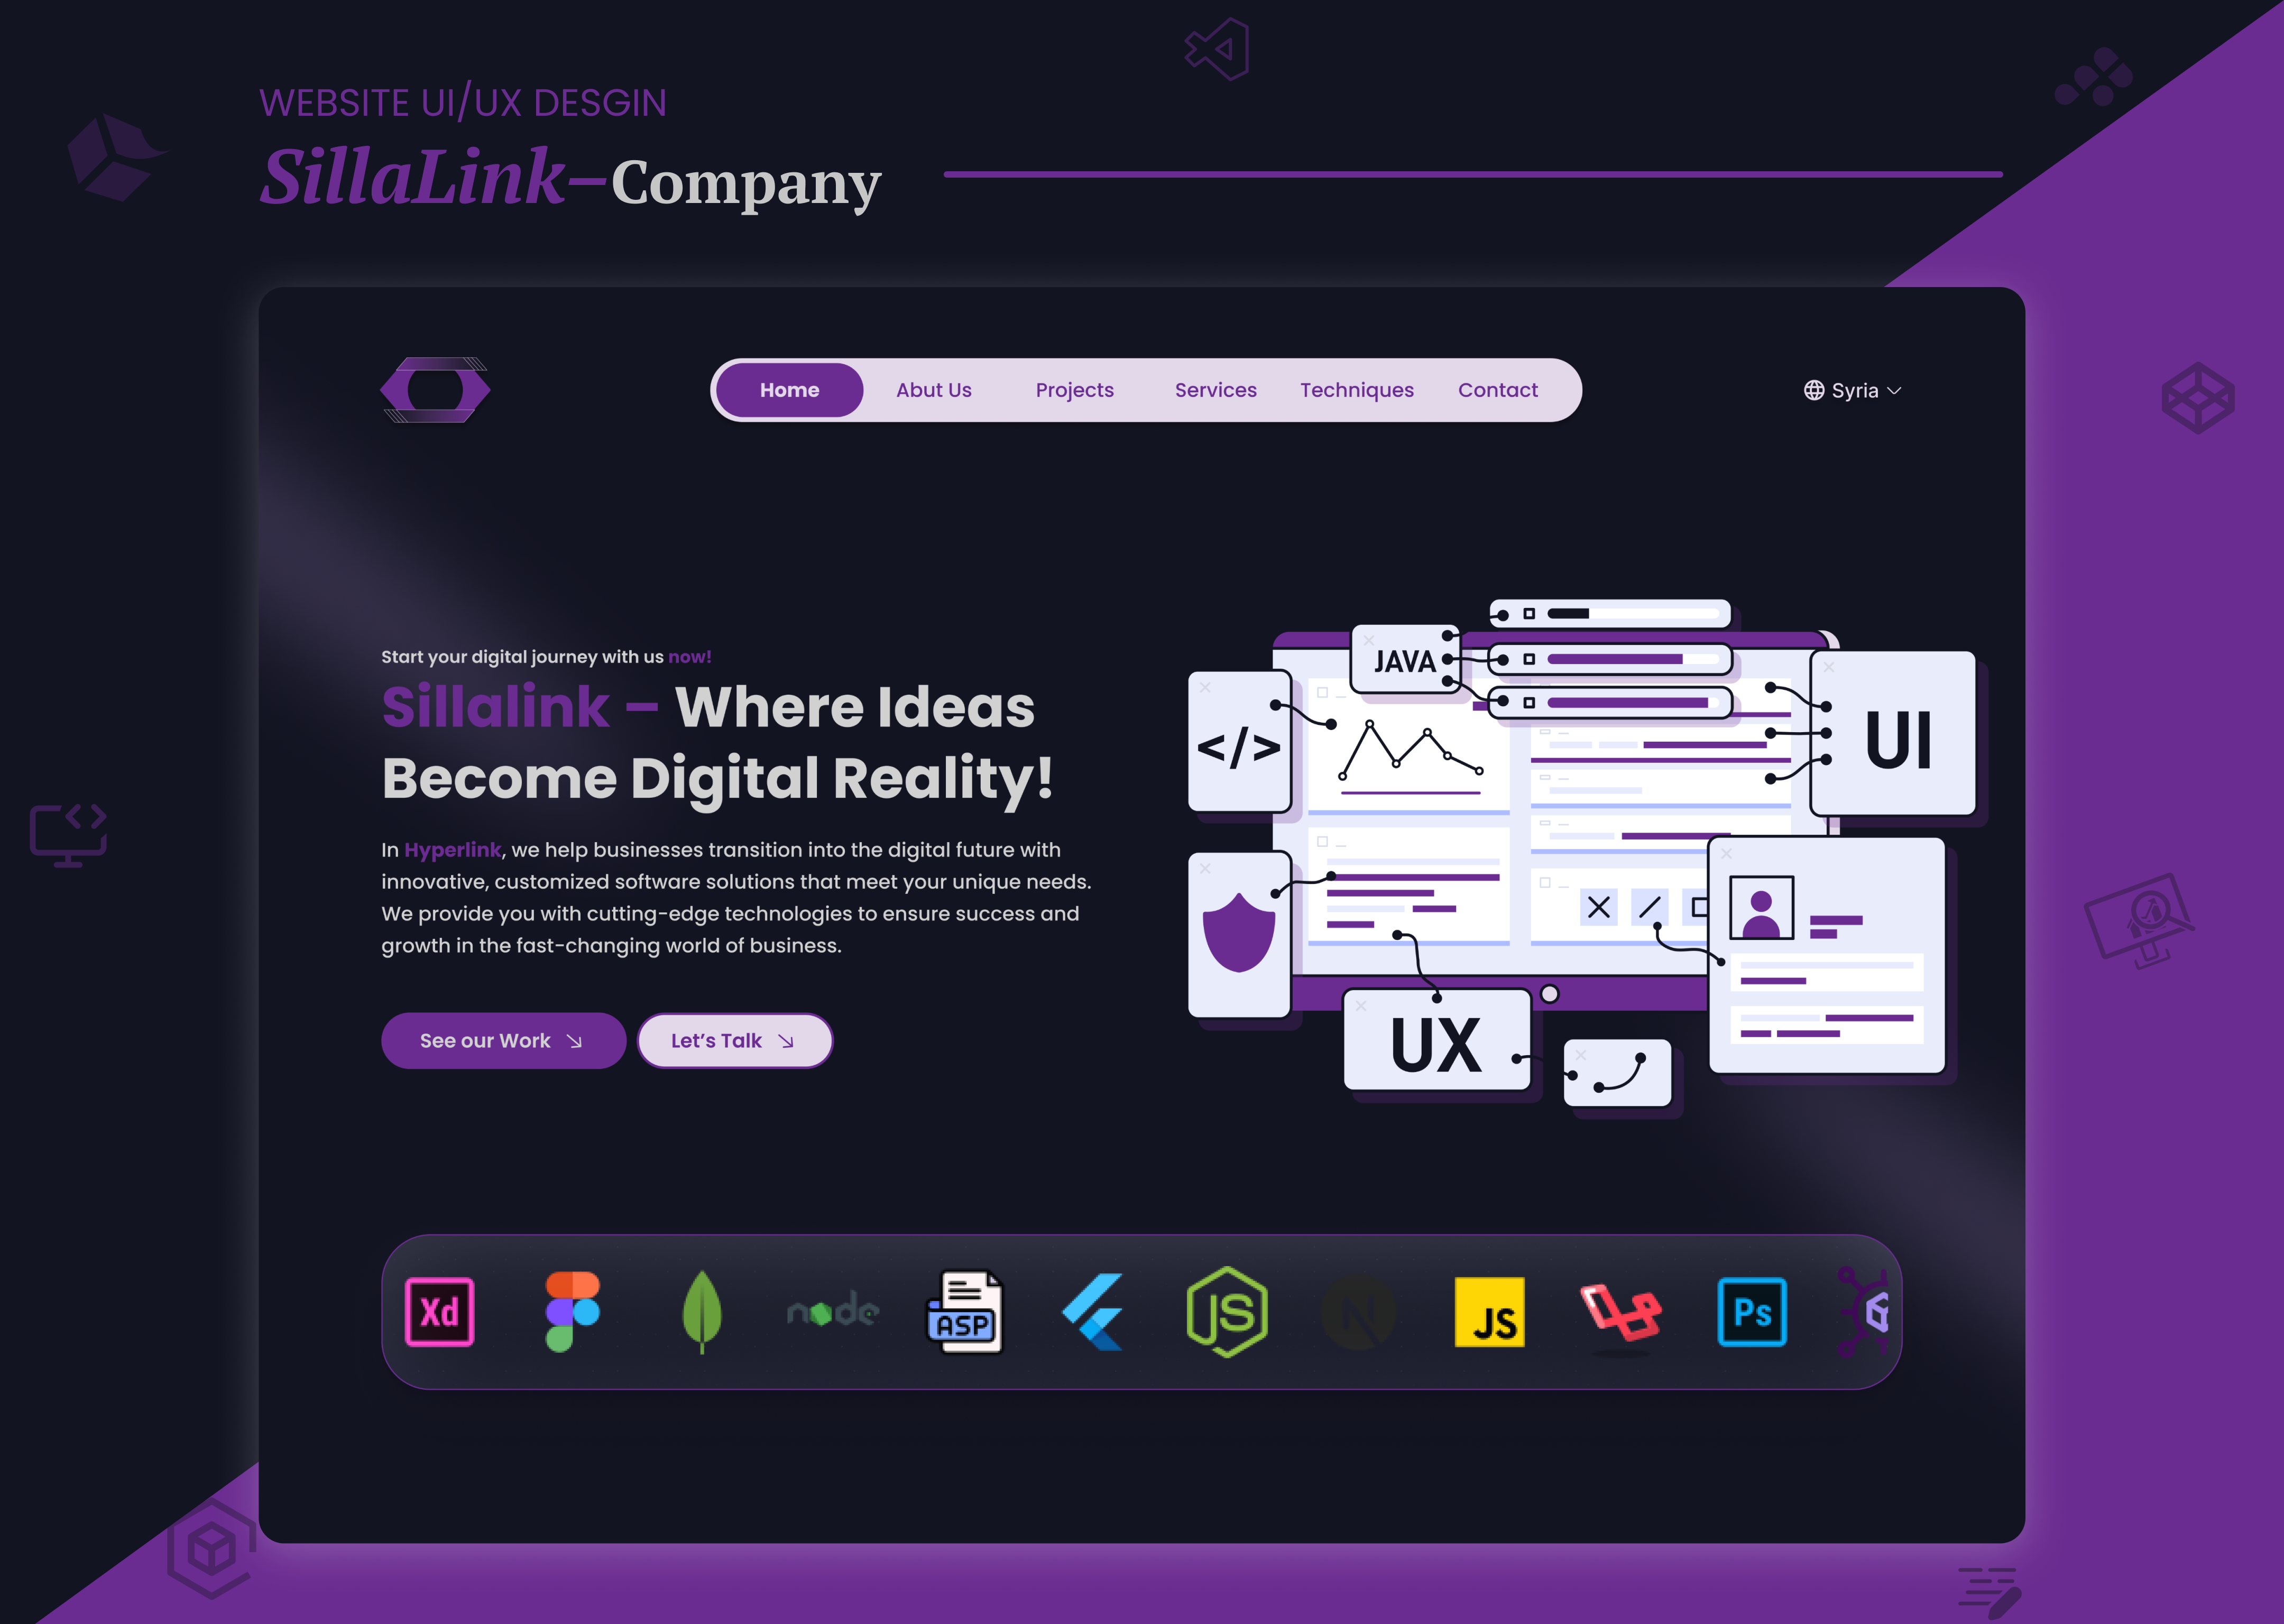 WEBSITE UI/UX DESGIN
SillaLink–Company
Home Abut Us Projects Services Techniques Contact
Syria
Start your digital journey with us now!
Sillalink – Where Ideas
Become Digital Reality!
In Hyperlink, we help businesses transition into the digital future with
innovative, customized software solutions that meet your unique needs.
We provide you with cutting-edge technologies to ensure success and
growth in the fast-changing world of business.
See our Work
Let’s Talk
JAVA
</>
UI
UX
Xd
node
ASP
JS
N
JS
Ps